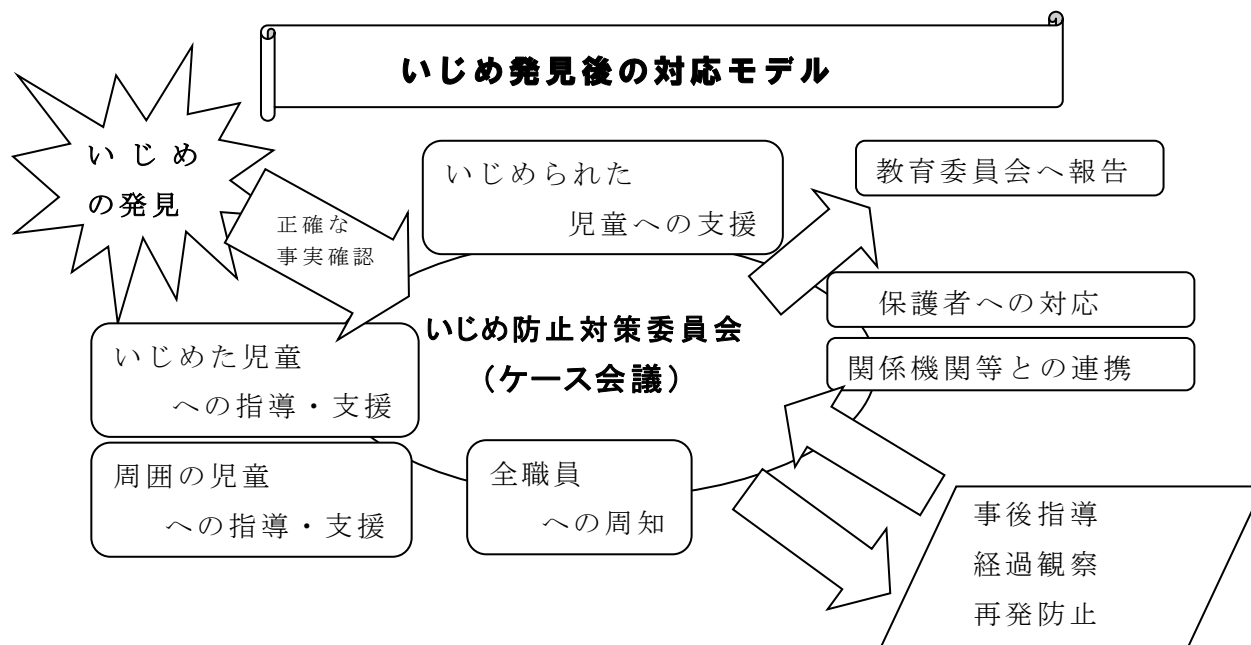 いじめ発見後の対応モデル
いじめ
の発見
正確な
事実確認
いじめられた
児童への支援
教育委員会へ報告
保護者への対応
関係機関等との連携
いじめ防止対策委員会
（ケース会議）
いじめた児童
への指導・支援
周囲の児童
への指導・支援
全職員
への周知
事後指導
経過観察
再発防止